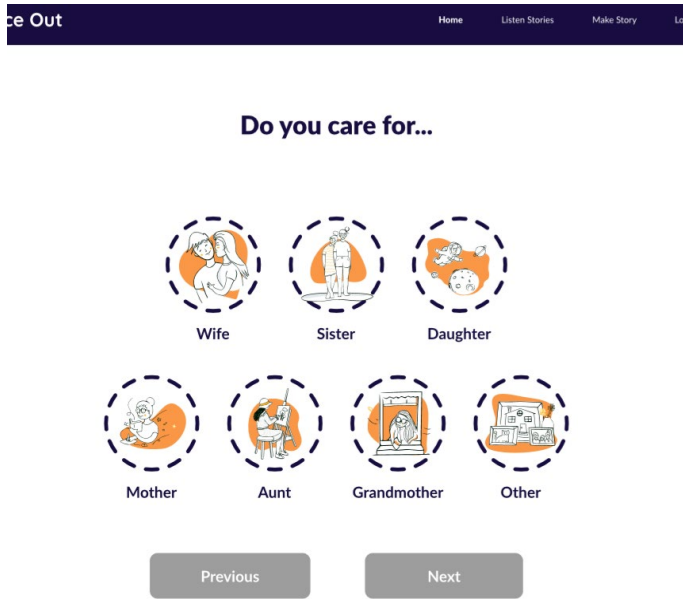 ce Out Home Listen Stories Make Story Lo
Do you care for...
Wife Sister Daughter
Mother Aunt Grandmother Other
Previous Next